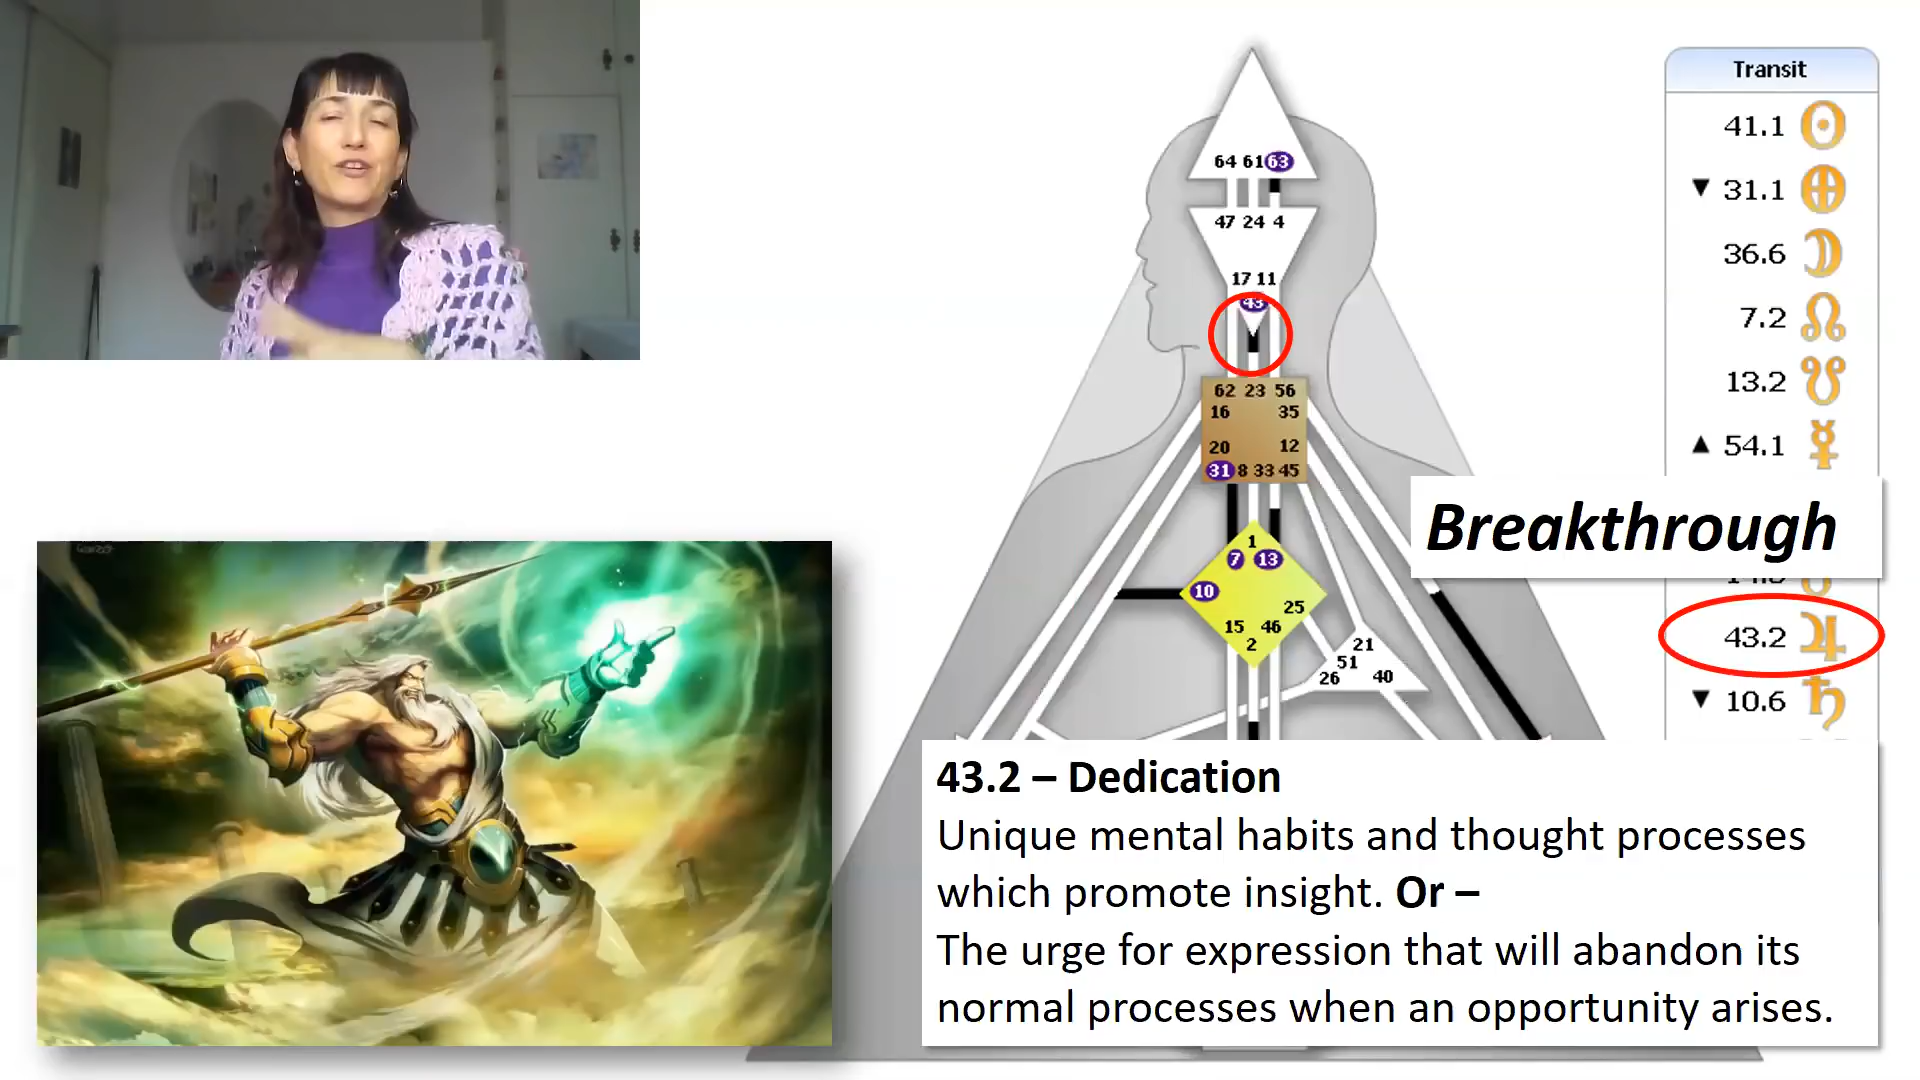 Transit
41.1
▼ 31.1
36.6
7.2
13.2
▲ 54.1
Breakthrough
43.2
▼ 10.6
64 61 63
47 24 4
17 11
43
62 23 56
16 35
20 12
31 8 33 45
1
7 13
10
25
15 46
2
21
51
26 40
43.2 – Dedication
Unique mental habits and thought processes
which promote insight. Or –
The urge for expression that will abandon its
normal processes when an opportunity arises.